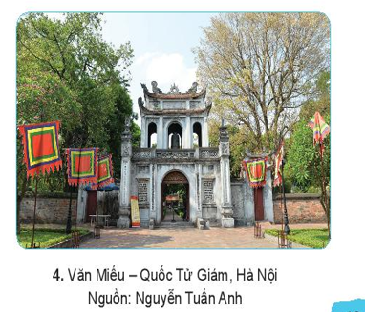 4. Văn Miếu – Quốc Tử Giám, Hà Nội
Nguồn: Nguyễn Tuấn Anh